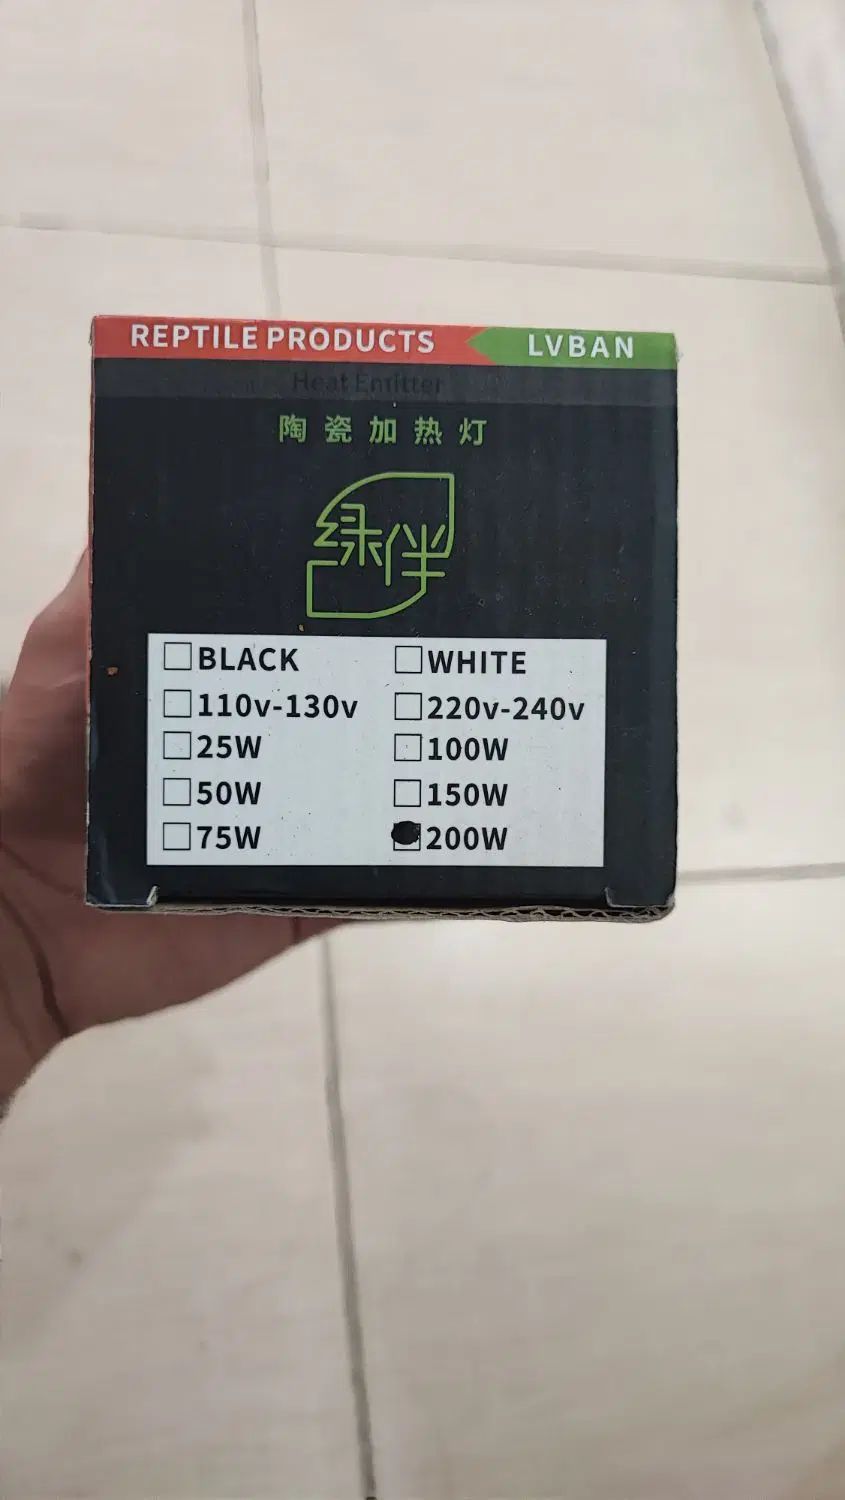 REPTILE PRODUCTS LVBAN
Heat Emitter
陶瓷加热灯
绿伴
BLACK WHITE
110v-130v 220v-240v
25W 100W
50W 150W
75W 200W